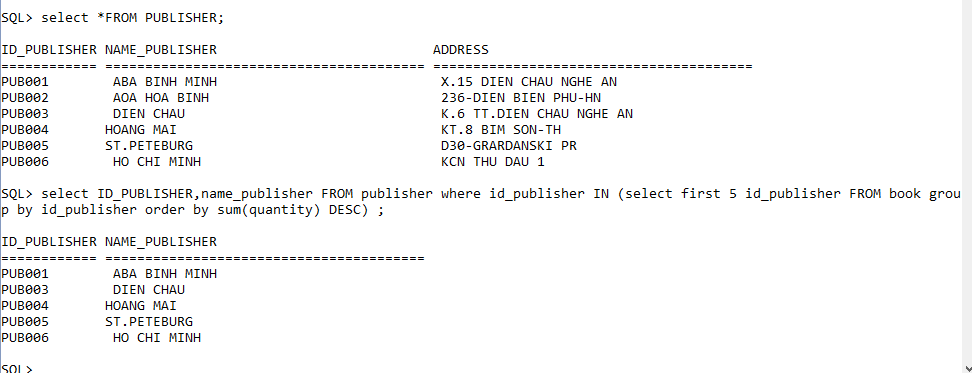 SQL> select *FROM PUBLISHER;
ID_PUBLISHER NAME_PUBLISHER                           ADDRESS
============ ======================================== ========================================
PUB001        ABA BINH MINH                            X.15 DIEN CHAU NGHE AN
PUB002        AOA HOA BINH                             236-DIEN BIEN PHU-HN
PUB003        DIEN CHAU                                K.6 TT.DIEN CHAU NGHE AN
PUB004       HOANG MAI                                 KT.8 BIM SON-TH
PUB005       ST.PETEBURG                               D30-GRARDANSKI PR
PUB006        HO CHI MINH                              KCN THU DAU 1
SQL> select ID_PUBLISHER,name_publisher FROM publisher where id_publisher IN (select first 5 id_publisher FROM book grou
p by id_publisher order by sum(quantity) DESC) ;
ID_PUBLISHER NAME_PUBLISHER
============ ========================================
PUB001        ABA BINH MINH
PUB003        DIEN CHAU
PUB004       HOANG MAI
PUB005       ST.PETEBURG
PUB006        HO CHI MINH
SQL>